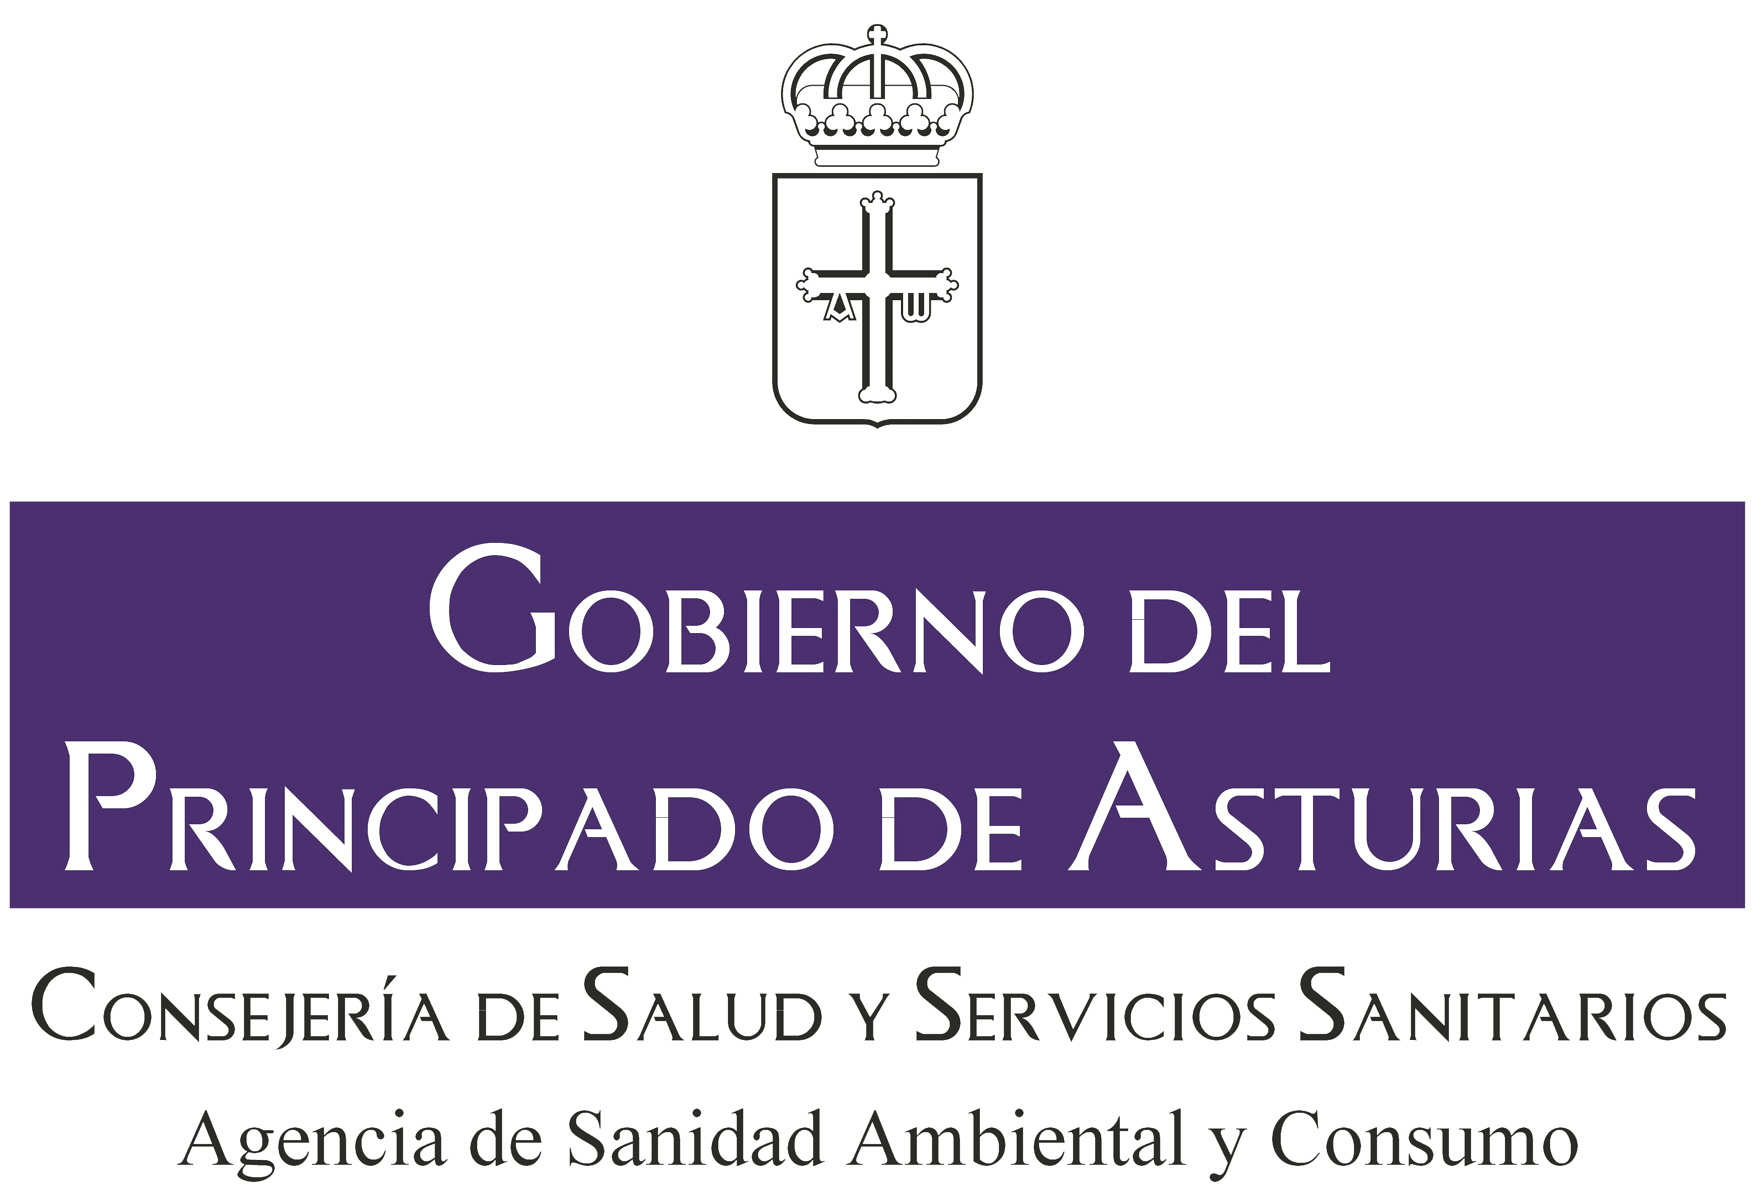 A W
GOBIERNO DEL
PRINCIPADO DE ASTURIAS
CONSEJERÍA DE SALUD Y SERVICIOS SANITARIOS
Agencia de Sanidad Ambiental y Consumo